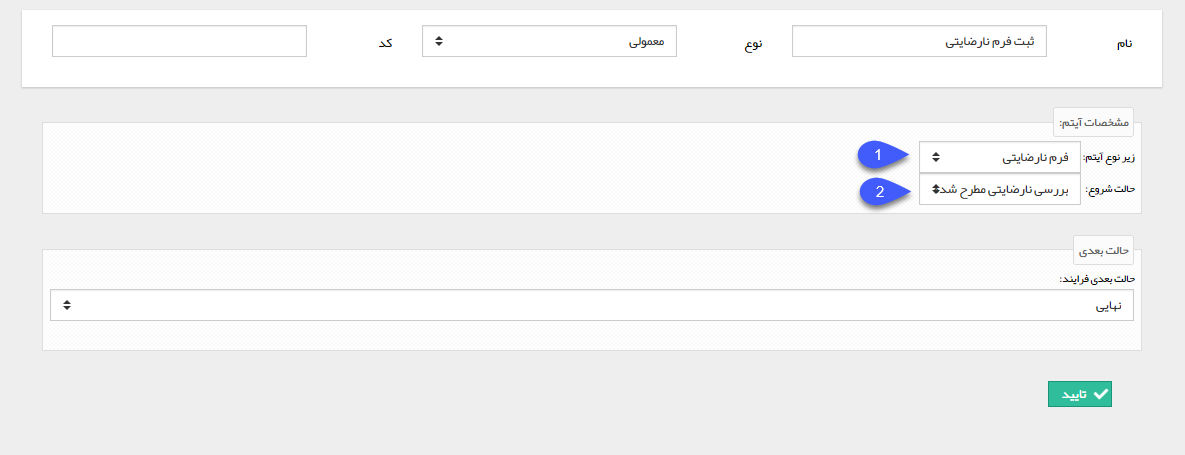 نام ثبت فرم نارضایتی نوع معمولی کد
مشخصات آیتم:
زیر نوع آیتم: فرم نارضایتی 1
حالت شروع: بررسی نارضایتی مطرح شد 2
حالت بعدی
حالت بعدی فرایند:
نهایی
تایید